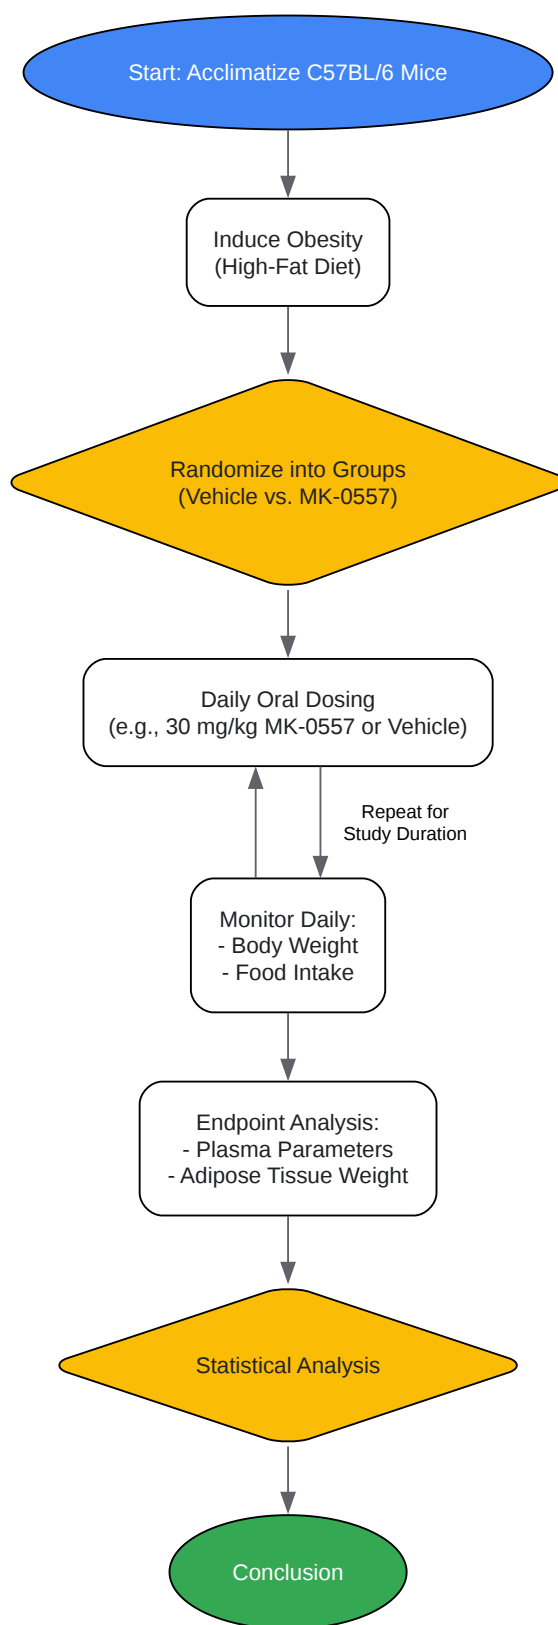 Start: Acclimatize C57BL/6 Mice
Induce Obesity
(High-Fat Diet)
Randomize into Groups
(Vehicle vs. MK-0557)
Daily Oral Dosing
(e.g., 30 mg/kg MK-0557 or Vehicle)
Repeat for
Study Duration
Monitor Daily:
- Body Weight
- Food Intake
Endpoint Analysis:
- Plasma Parameters
- Adipose Tissue Weight
Statistical Analysis
Conclusion